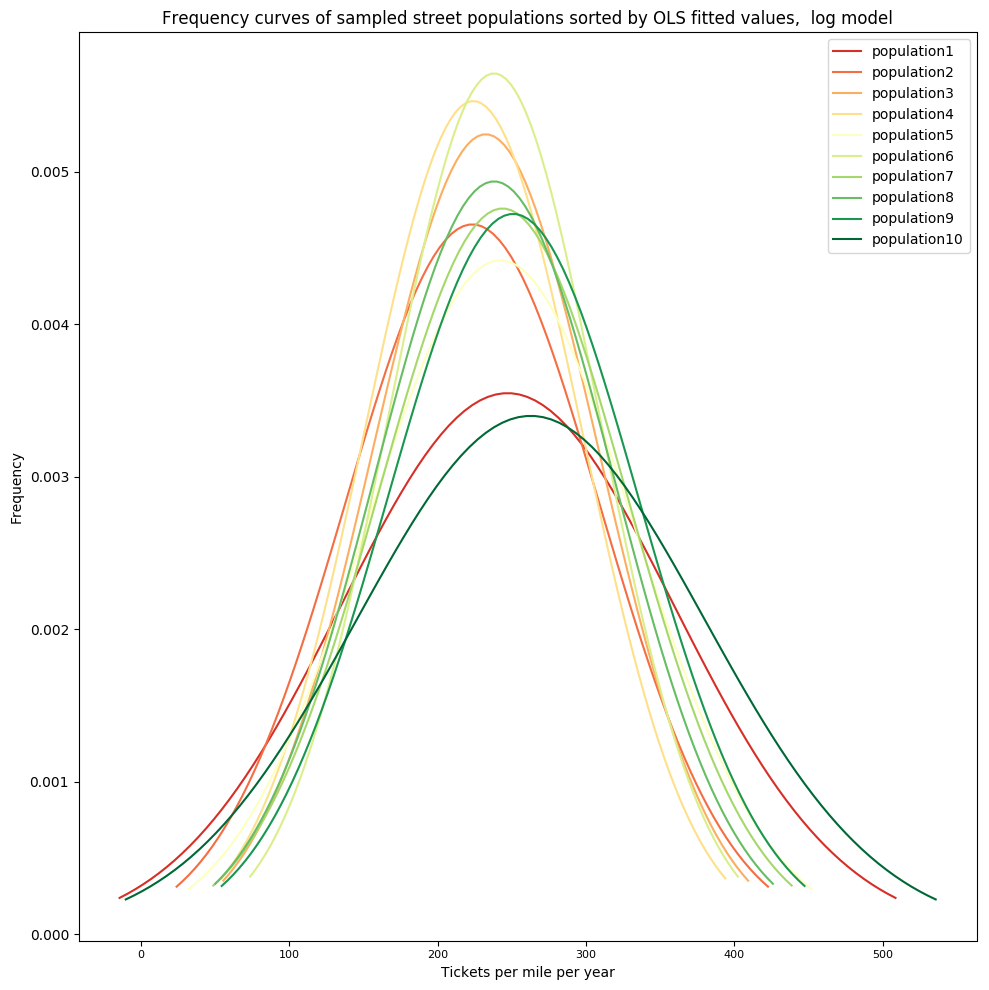 Frequency curves of sampled street populations sorted by OLS fitted values,  log model
population1
population2
population3
population4
population5
population6
population7
population8
population9
population10
0.005
0.004
0.003
0.002
0.001
0.000
Frequency
0 100 200 300 400 500
Tickets per mile per year